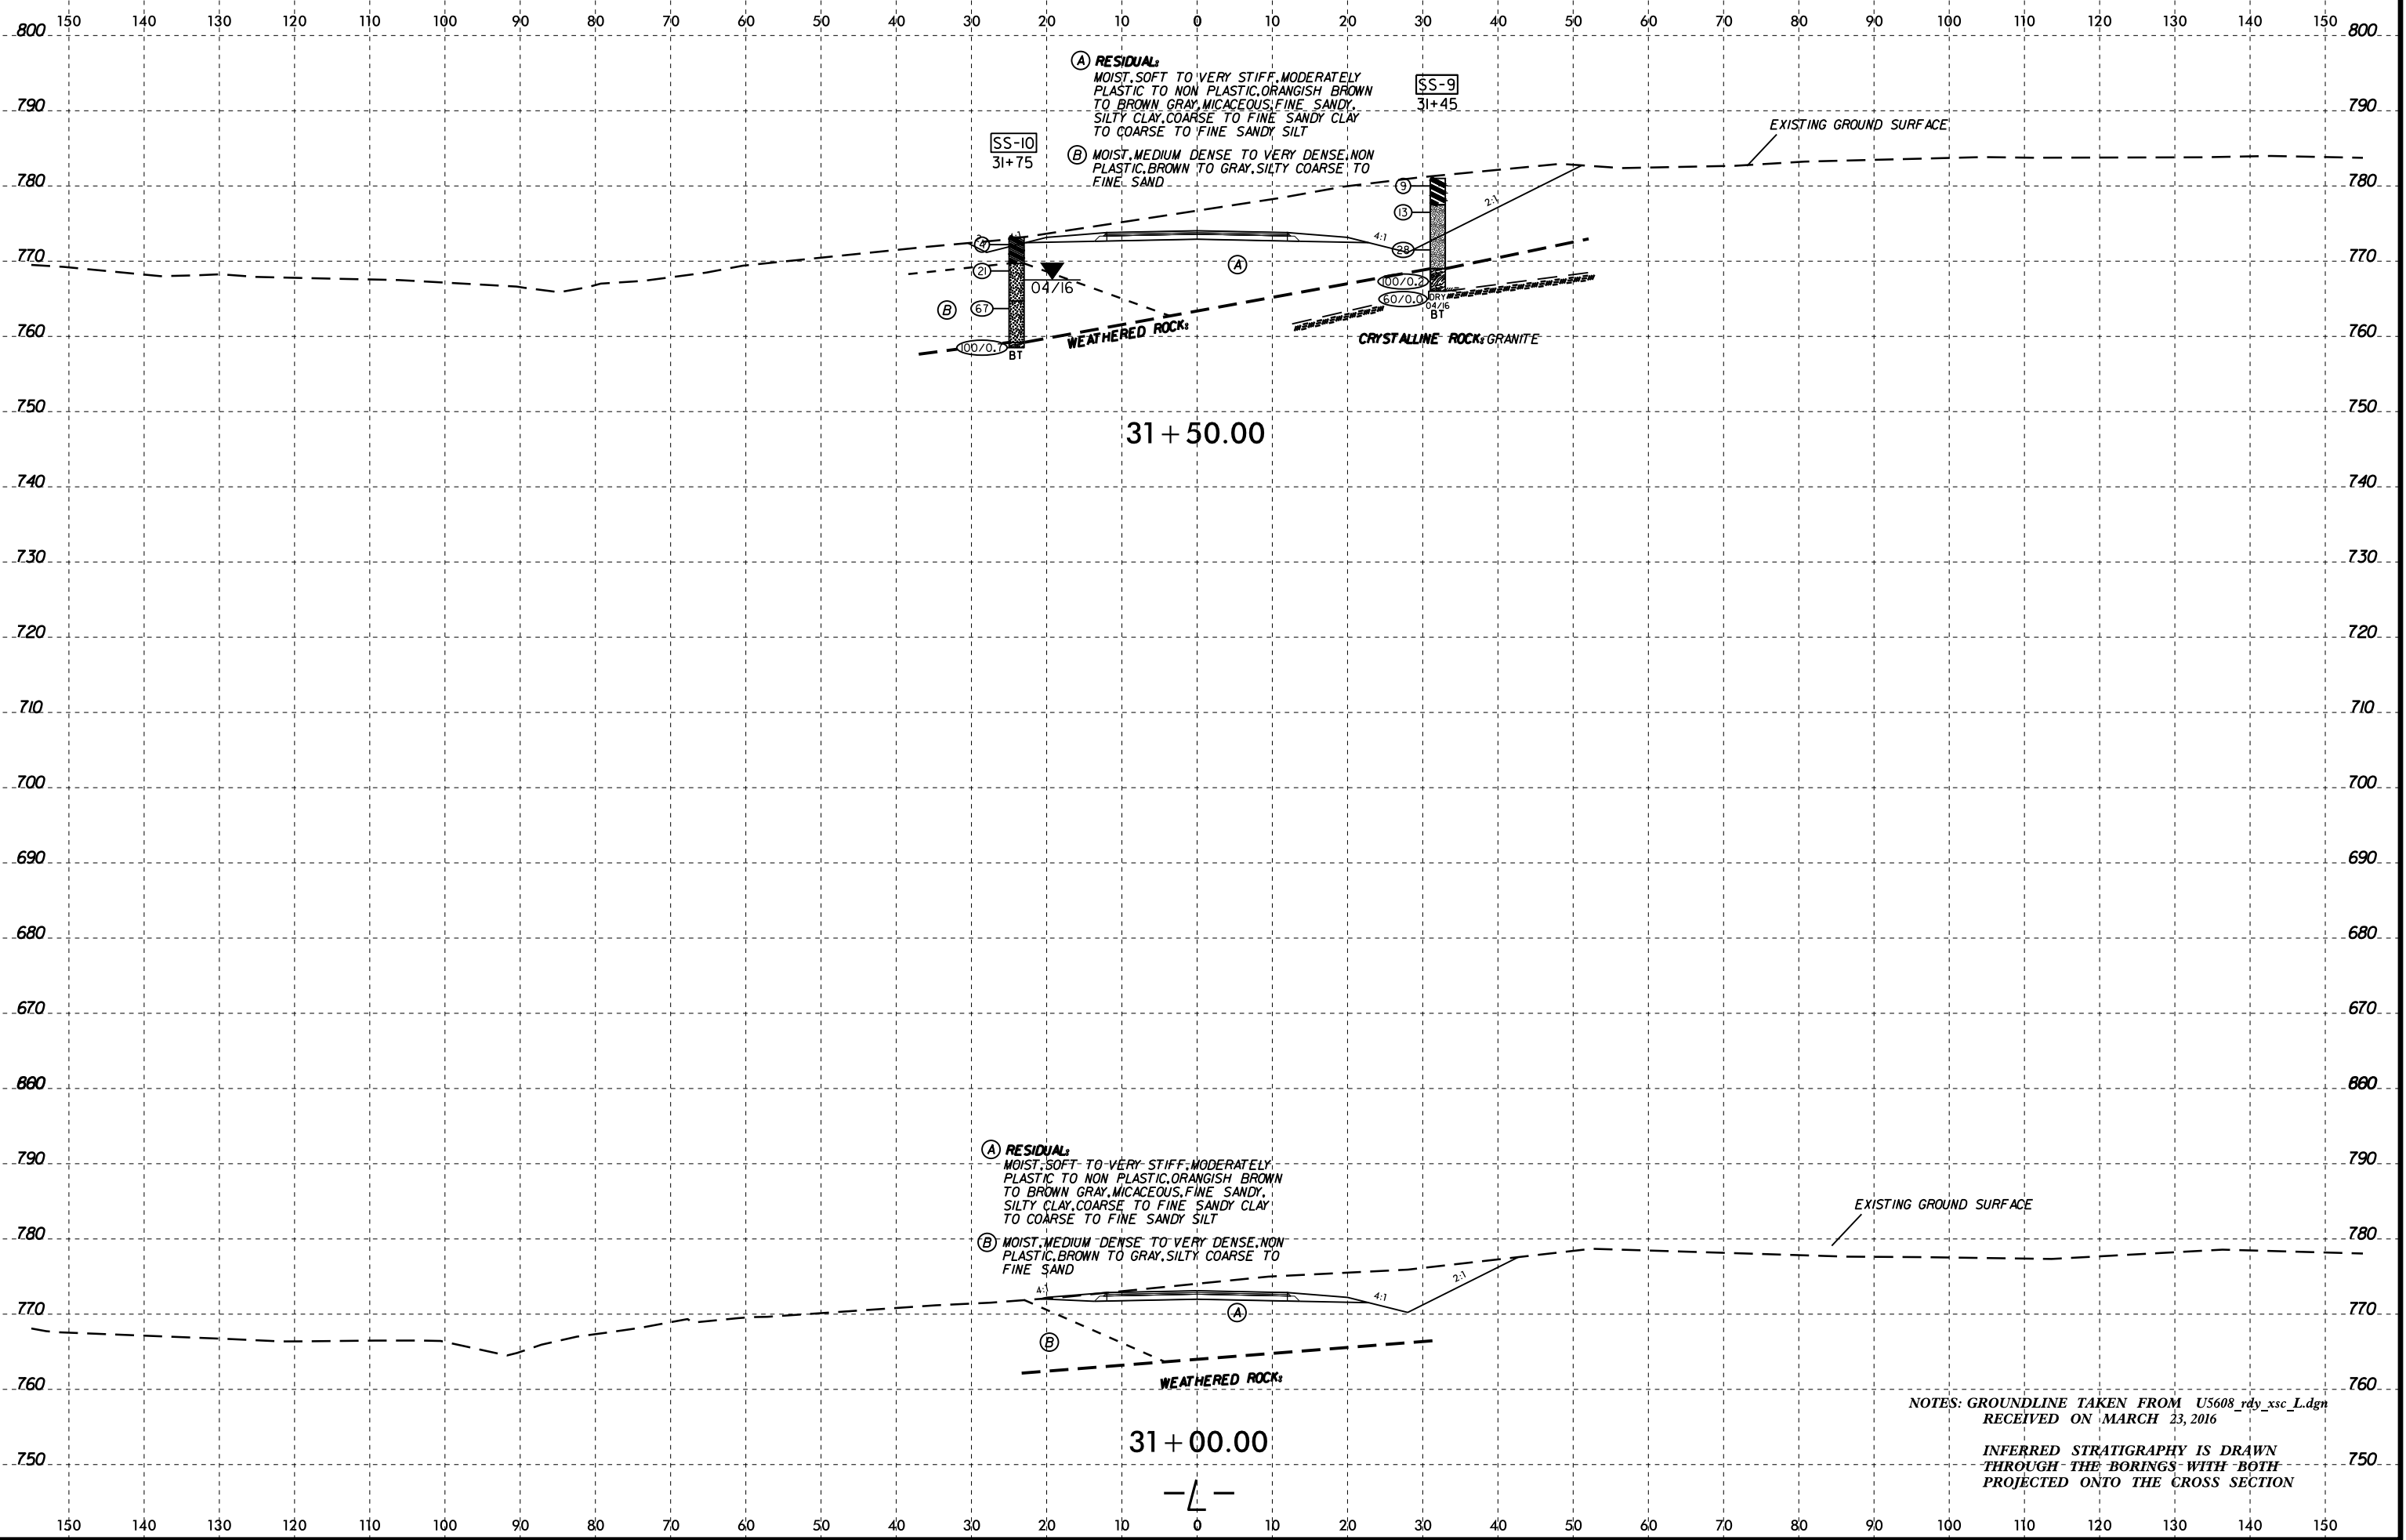 150 140 130 120 110 100 90 80 70 60 50 40 30 20 10 0 10 20 30 40 50 60 70 80 90 100 110 120 130 140 150
800 800
Ⓐ RESIDUAL:
MOIST, SOFT TO VERY STIFF, MODERATELY
PLASTIC TO NON PLASTIC, ORANGISH BROWN
TO BROWN GRAY, MICACEOUS, FINE SANDY,
SILTY CLAY, COARSE TO FINE SANDY CLAY
TO COARSE TO FINE SANDY SILT
SS-9
31+45
790 790
EXISTING GROUND SURFACE
SS-10
31+75
Ⓑ MOIST, MEDIUM DENSE TO VERY DENSE, NON
PLASTIC, BROWN TO GRAY, SILTY COARSE TO
FINE SAND
780 780
9
13
2:1
4
4:1
4:1
28
770 770
21
A
04/16
100/0.2
60/0.0
DRY
04/16
BT
B
67
760 760
WEATHERED ROCK:
CRYSTALLINE ROCK: GRANITE
100/0.7
BT
750 750
31+50.00
740 740
730 730
720 720
710 710
700 700
690 690
680 680
670 670
Ⓐ RESIDUAL:
MOIST, SOFT TO VERY STIFF, MODERATELY
PLASTIC TO NON PLASTIC, ORANGISH BROWN
TO BROWN GRAY, MICACEOUS, FINE SANDY,
SILTY CLAY, COARSE TO FINE SANDY CLAY
TO COARSE TO FINE SANDY SILT
790 790
EXISTING GROUND SURFACE
780 780
Ⓑ MOIST, MEDIUM DENSE TO VERY DENSE, NON
PLASTIC, BROWN TO GRAY, SILTY COARSE TO
FINE SAND
2:1
4:1
4:1
770 770
A
B
WEATHERED ROCK:
760 760
NOTES: GROUNDLINE TAKEN FROM U5608_rdy_xsc_L.dgn
RECEIVED ON MARCH 23, 2016
31+00.00
INFERRED STRATIGRAPHY IS DRAWN
THROUGH THE BORINGS WITH BOTH
PROJECTED ONTO THE CROSS SECTION
750 750
-L-
150 140 130 120 110 100 90 80 70 60 50 40 30 20 10 0 10 20 30 40 50 60 70 80 90 100 110 120 130 140 150